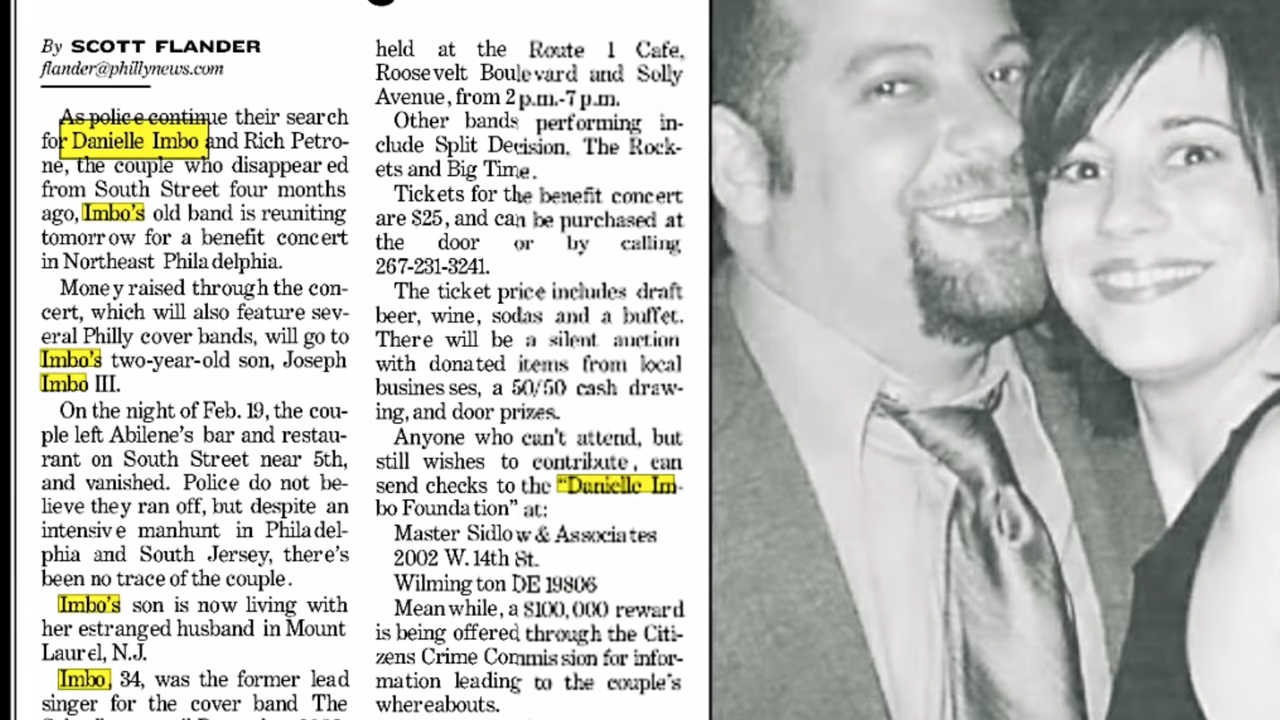 By SCOTT FLANDER
flander@phillynews.com
As police continue their search
for Danielle Imbo and Rich Petro-
ne, the couple who disappeared
from South Street four months
ago, Imbo's old band is reuniting
tomorrow for a benefit concert
in Northeast Philadelphia.
Money raised through the con-
cert, which will also feature sev-
eral Philly cover bands, will go to
Imbo's two-year-old son, Joseph
Imbo III.
On the night of Feb. 19, the cou-
ple left Abilene's bar and restau-
rant on South Street near 5th,
and vanished. Police do not be-
lieve they ran off, but despite an
intensive manhunt in Philadel-
phia and South Jersey, there's
been no trace of the couple.
Imbo's son is now living with
her estranged husband in Mount
Laurel, N.J.
Imbo, 34, was the former lead
singer for the cover band The
held at the Route 1 Cafe,
Roosevelt Boulevard and Solly
Avenue, from 2 p.m.-7 p.m.
Other bands performing in-
clude Split Decision, The Rock-
ets and Big Time.
Tickets for the benefit concert
are $25, and can be purchased at
the door or by calling
267-231-3241.
The ticket price includes draft
beer, wine, sodas and a buffet.
There will be a silent auction
with donated items from local
businesses, a 50/50 cash draw-
ing, and door prizes.
Anyone who can't attend, but
still wishes to contribute, can
send checks to the "Danielle Im-
bo Foundation" at:
Master Sidlow & Associates
2002 W. 14th St.
Wilmington DE 19806
Meanwhile, a $100,000 reward
is being offered through the Citi-
zens Crime Commission for infor-
mation leading to the couple's
whereabouts.